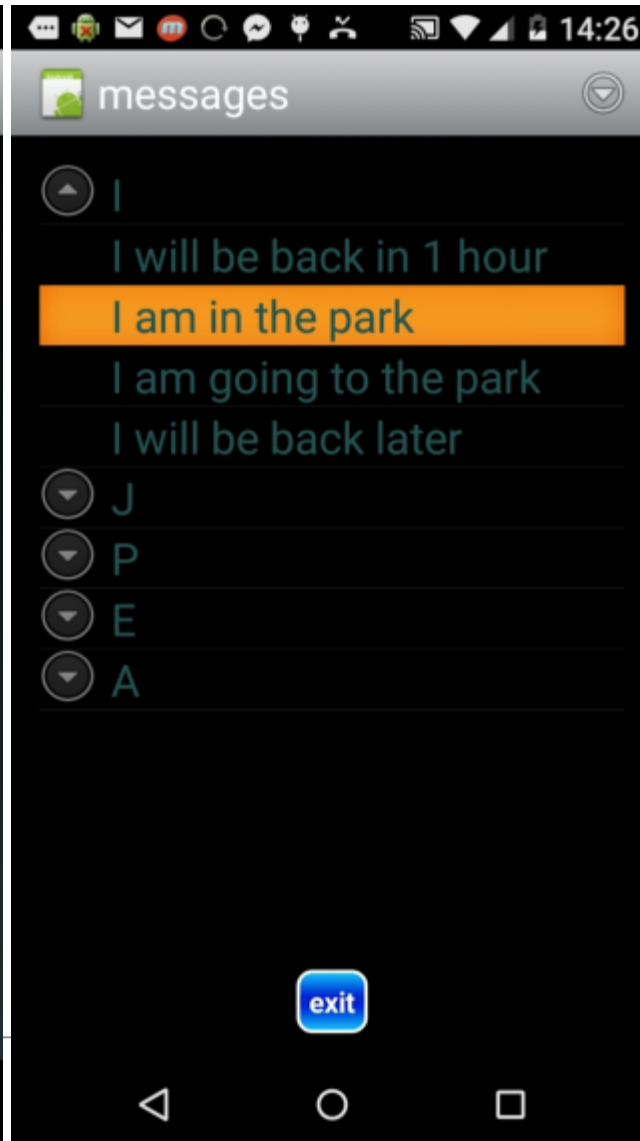 14:26
messages
I
I will be back in 1 hour
I am in the park
I am going to the park
I will be back later
J
P
E
A
exit